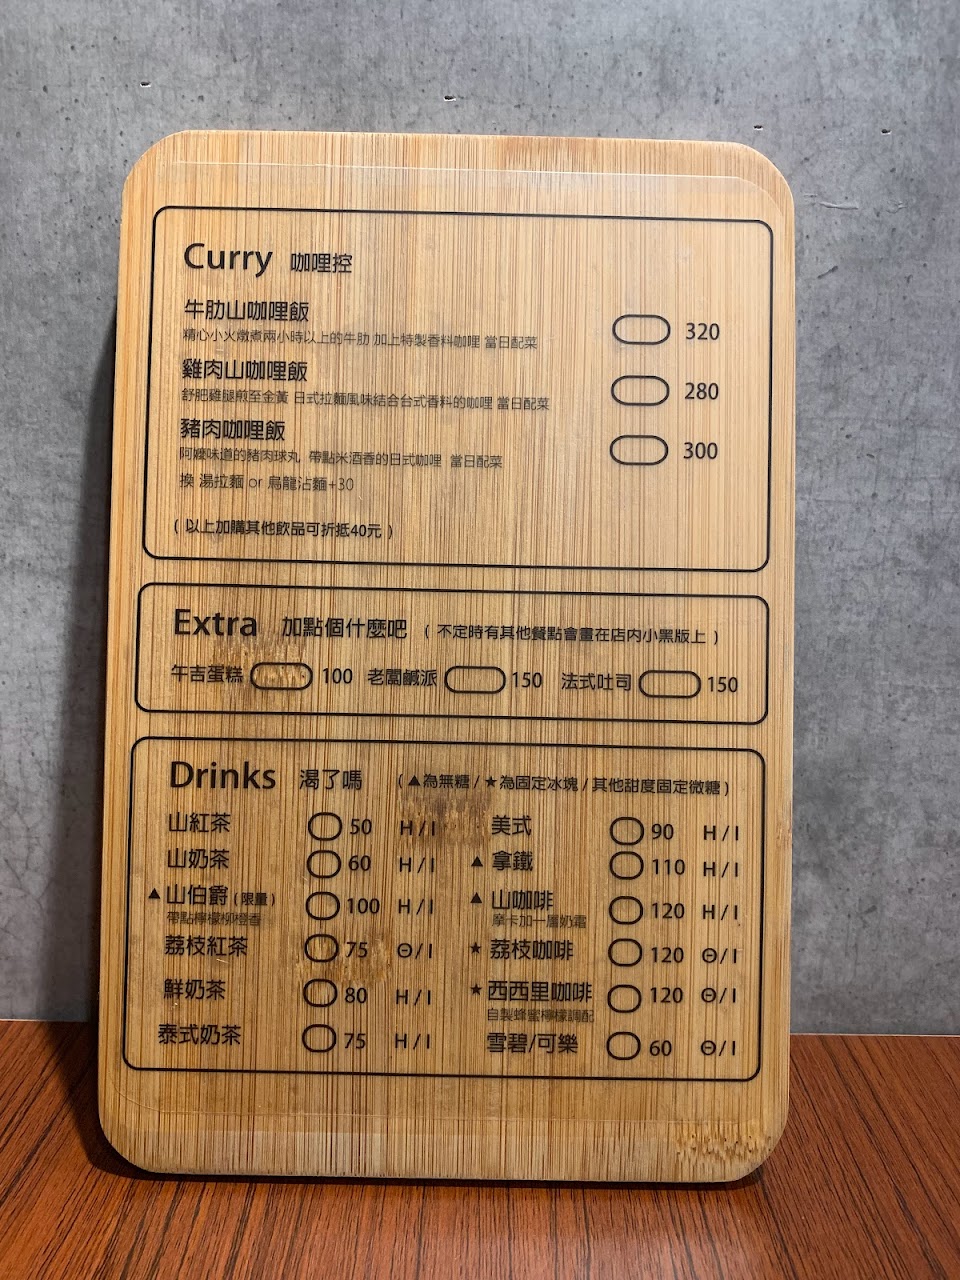 Curry 咖哩控
牛肋山咖哩飯 320
精心小火燉煮兩小時以上的牛肋 加上特製香料咖哩 當日配菜
雞肉山咖哩飯 280
舒肥雞腿煎至金黃 日式拉麵風味結合台式香料的咖哩 當日配菜
豬肉咖哩飯 300
阿嬤味道的豬肉球丸 帶點米酒香的日式咖哩 當日配菜
換 湯拉麵 or 烏龍沾麵+30
( 以上加購其他飲品可折抵40元 )
Extra 加點個什麼吧 ( 不定時有其他餐點會畫在店内小黑版上 )
午吉蛋糕 100 老闆鹹派 150 法式吐司 150
Drinks 渴了嗎 ( ▲為無糖 / ★為固定冰塊 / 其他甜度固定微糖 )
山紅茶 50 H / I
山奶茶 60 H / I
▲ 山伯爵 ( 限量 ) 100 H / I
帶點檸檬柳橙香
荔枝紅茶 75 Θ / I
鮮奶茶 80 H / I
泰式奶茶 75 H / I
美式 90 H / I
▲ 拿鐵 110 H / I
▲ 山咖啡 120 H / I
摩卡加一層奶霜
★ 荔枝咖啡 120 Θ / I
★ 西西里咖啡 120 Θ / I
自製蜂蜜檸檬調配
雪碧/可樂 60 Θ / I